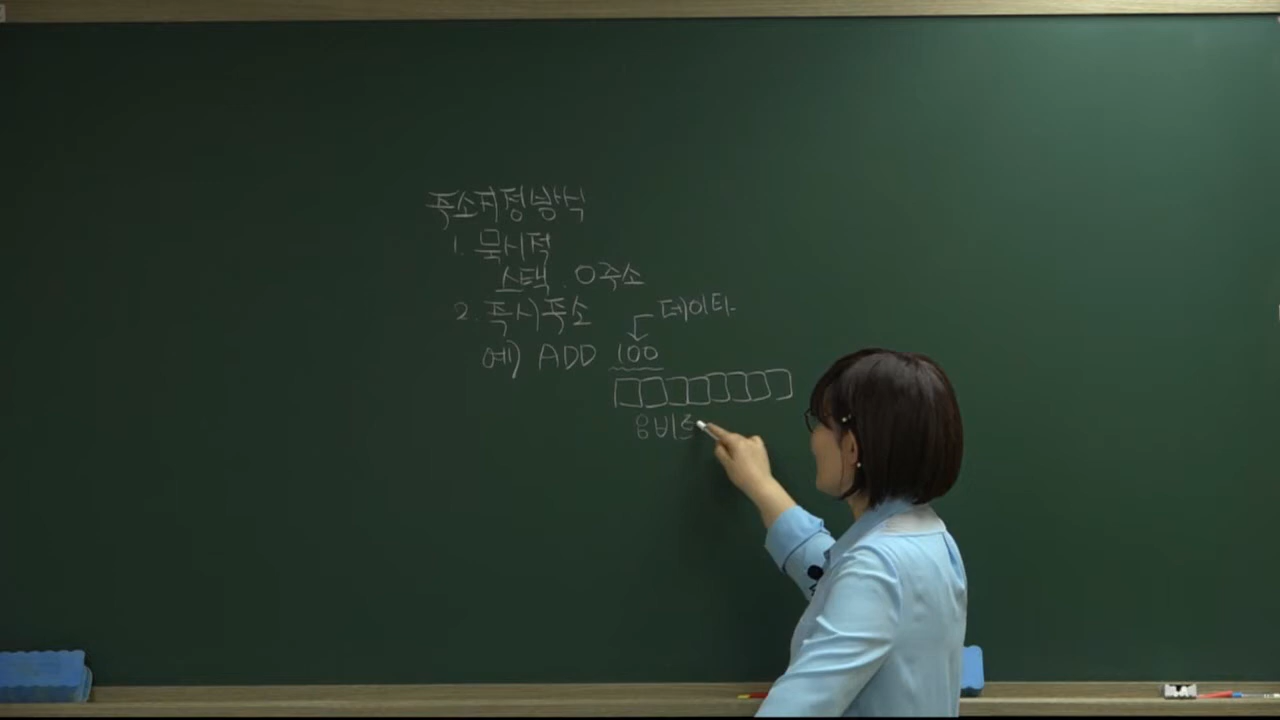 주소지정방식
1. 묵시적
스택. 0주소
2. 즉시주소
데이터
예) ADD 100
8비트